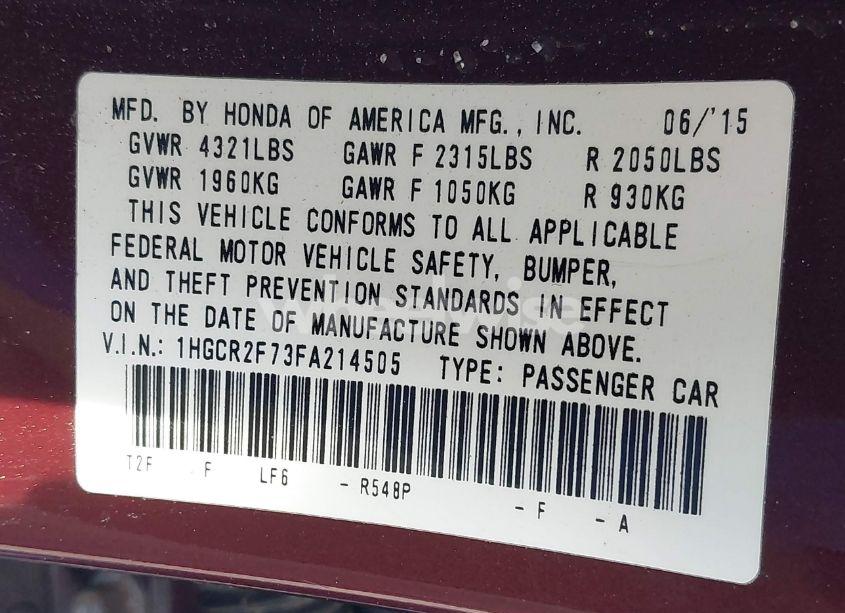 MFD. BY HONDA OF AMERICA MFG., INC. 06/'15
GVWR 4321LBS GAWR F 2315LBS R 2050LBS
GVWR 1960KG GAWR F 1050KG R 930KG
THIS VEHICLE CONFORMS TO ALL APPLICABLE
FEDERAL MOTOR VEHICLE SAFETY, BUMPER,
AND THEFT PREVENTION STANDARDS IN EFFECT
ON THE DATE OF MANUFACTURE SHOWN ABOVE.
V.I.N.: 1HGCR2F73FA214505 TYPE: PASSENGER CAR
T2F F LF6 - R548P - F - A
wheelwise